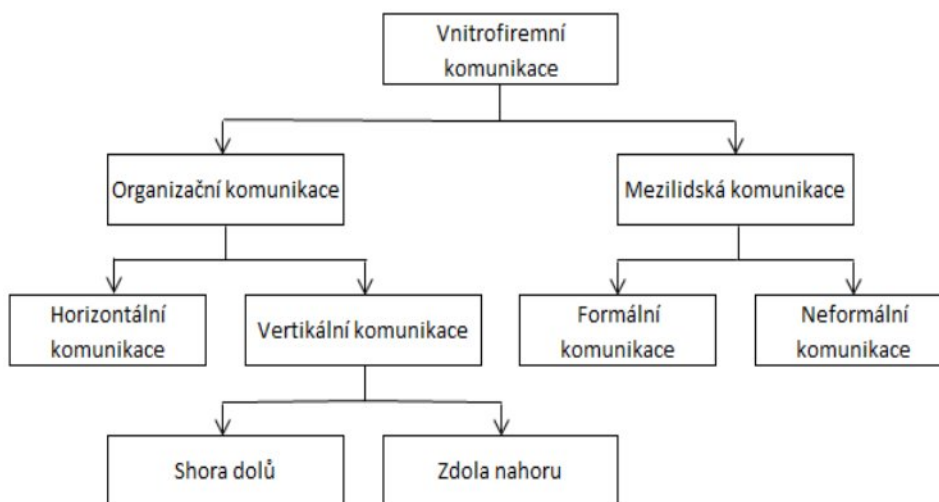 Vnitrofiremní
komunikace
Organizační komunikace
Mezilidská komunikace
Horizontální
komunikace
Vertikální komunikace
Formální
komunikace
Neformální
komunikace
Shora dolů
Zdola nahoru